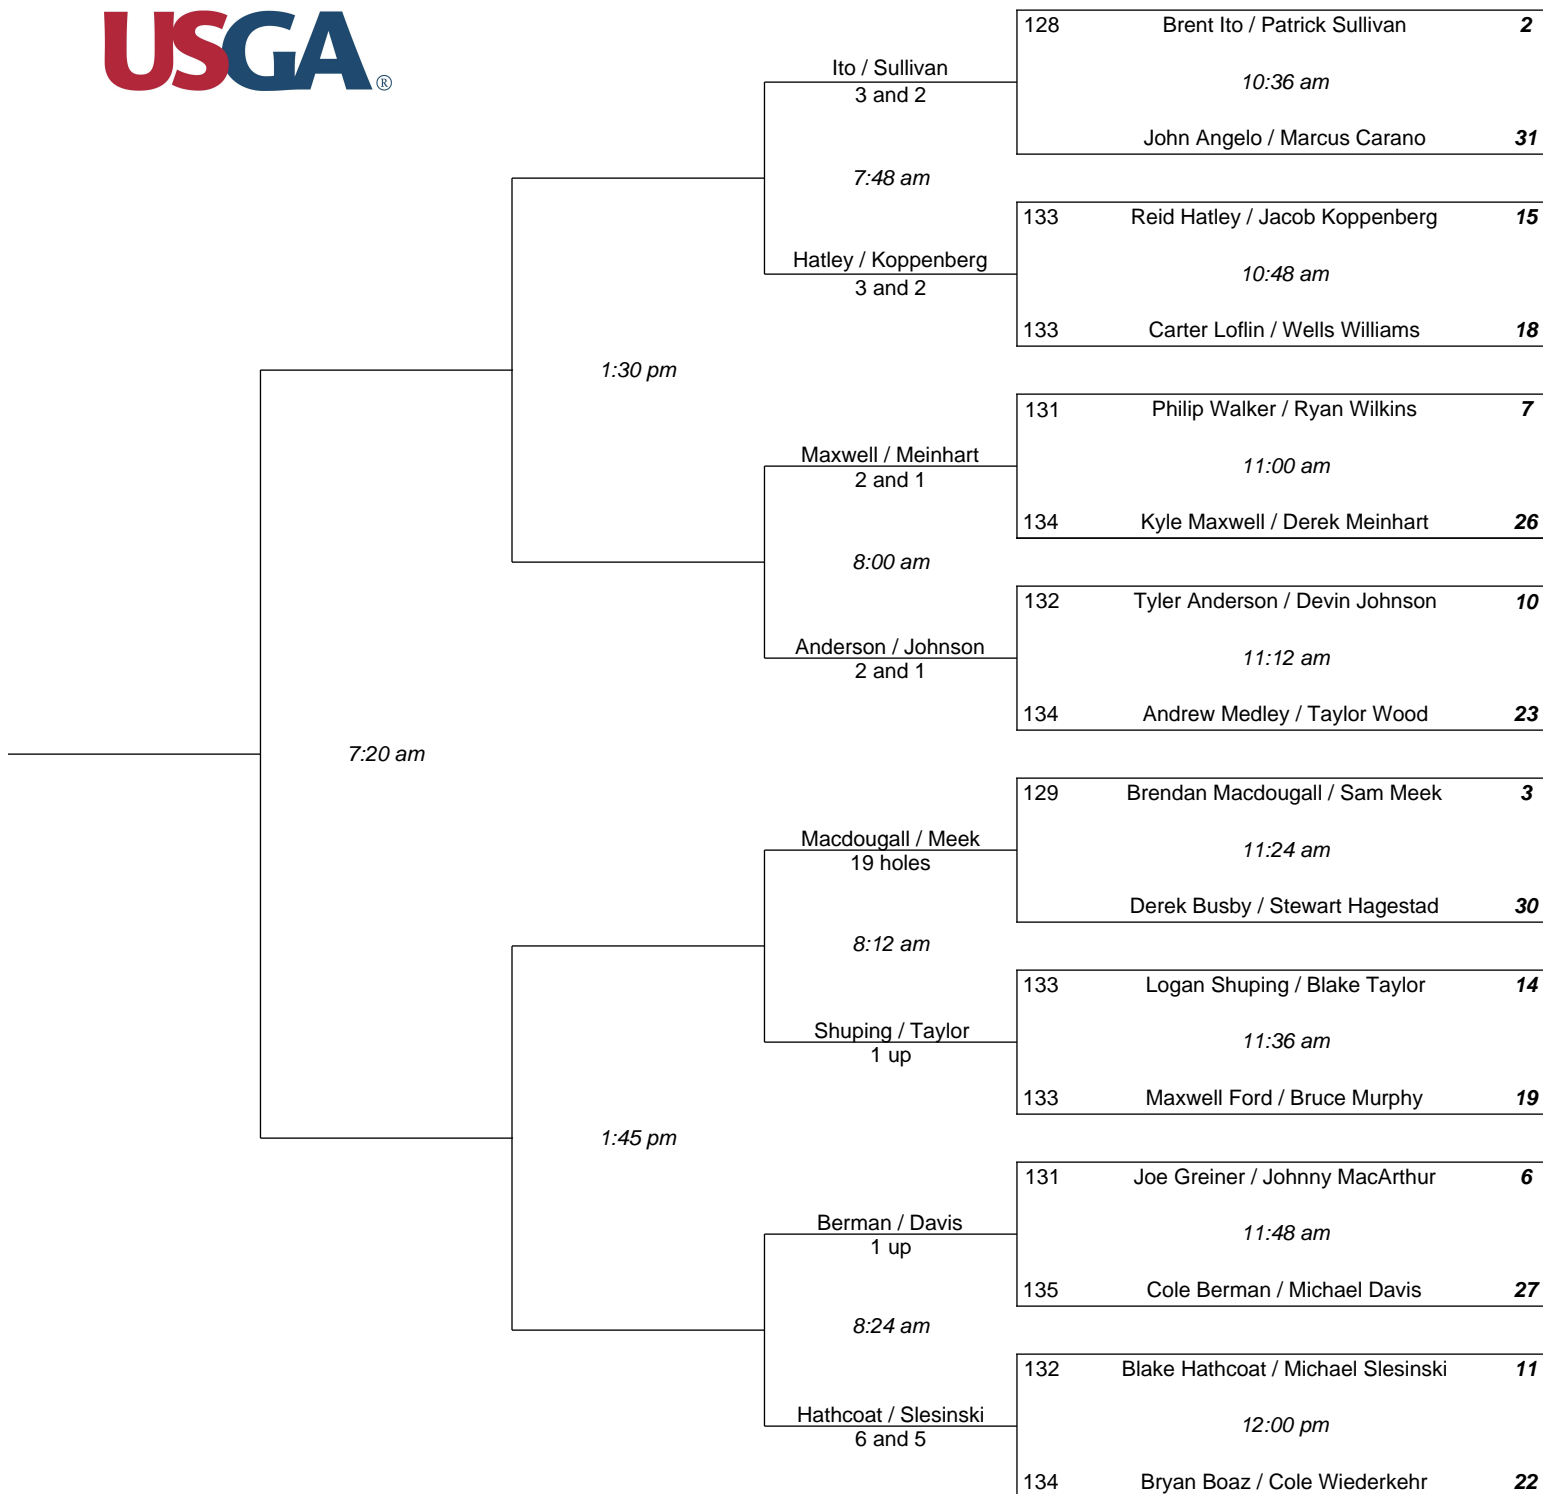 USGA®
128 Brent Ito / Patrick Sullivan 2
Ito / Sullivan
3 and 2
10:36 am
John Angelo / Marcus Carano 31
7:48 am
133 Reid Hatley / Jacob Koppenberg 15
Hatley / Koppenberg
3 and 2
10:48 am
133 Carter Loflin / Wells Williams 18
1:30 pm
131 Philip Walker / Ryan Wilkins 7
Maxwell / Meinhart
2 and 1
11:00 am
134 Kyle Maxwell / Derek Meinhart 26
8:00 am
132 Tyler Anderson / Devin Johnson 10
Anderson / Johnson
2 and 1
11:12 am
134 Andrew Medley / Taylor Wood 23
7:20 am
129 Brendan Macdougall / Sam Meek 3
Macdougall / Meek
19 holes
11:24 am
Derek Busby / Stewart Hagestad 30
8:12 am
133 Logan Shuping / Blake Taylor 14
Shuping / Taylor
1 up
11:36 am
133 Maxwell Ford / Bruce Murphy 19
1:45 pm
131 Joe Greiner / Johnny MacArthur 6
Berman / Davis
1 up
11:48 am
135 Cole Berman / Michael Davis 27
8:24 am
132 Blake Hathcoat / Michael Slesinski 11
Hathcoat / Slesinski
6 and 5
12:00 pm
134 Bryan Boaz / Cole Wiederkehr 22